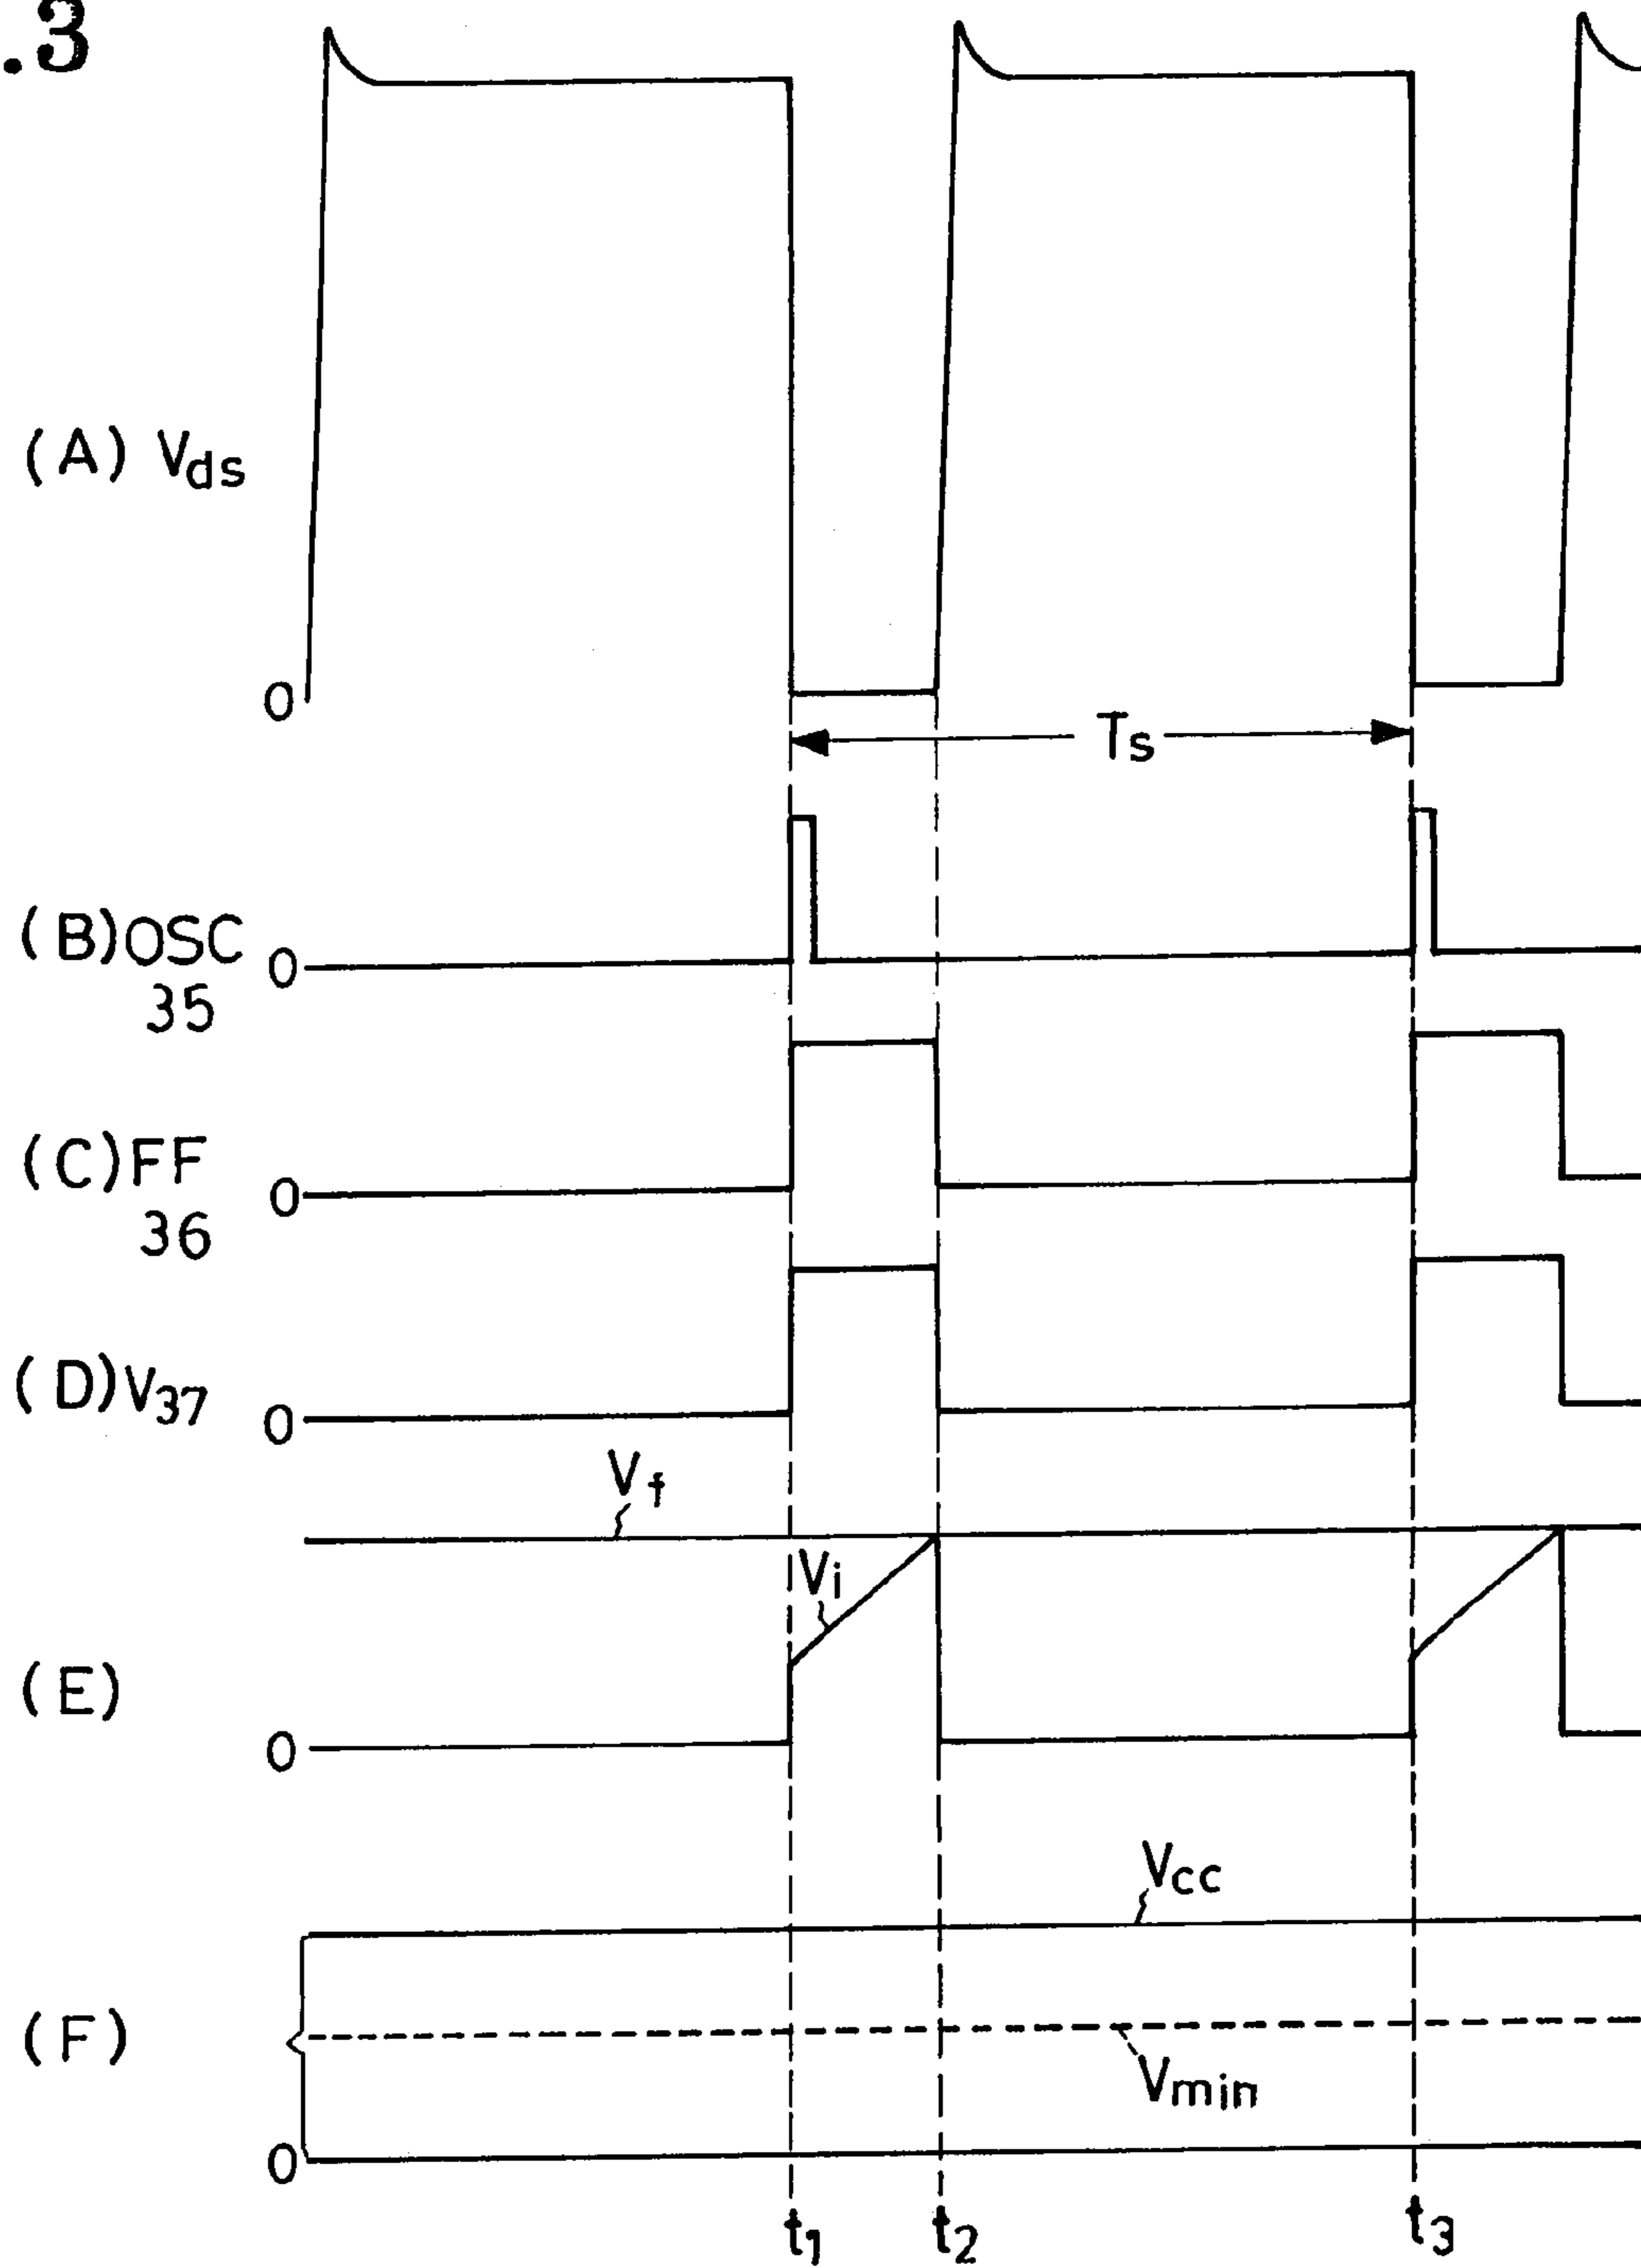 .3
(A) Vds
0
Ts
(B) OSC
35
0
(C) FF
36
0
(D) V37
0
Vf
Vi
(E)
0
Vcc
(F)
Vmin
0
t1
t2
t3